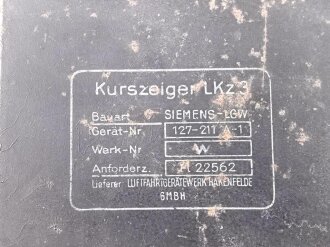 Kurszeiger LKz 3
Bauart SIEMENS-LGW
Gerät-Nr. 127-211 A-1
Werk-Nr. W
Anforderz. Fl 22562
Lieferer LUFTFAHRTGERÄTEWERK HAKENFELDE
GMBH